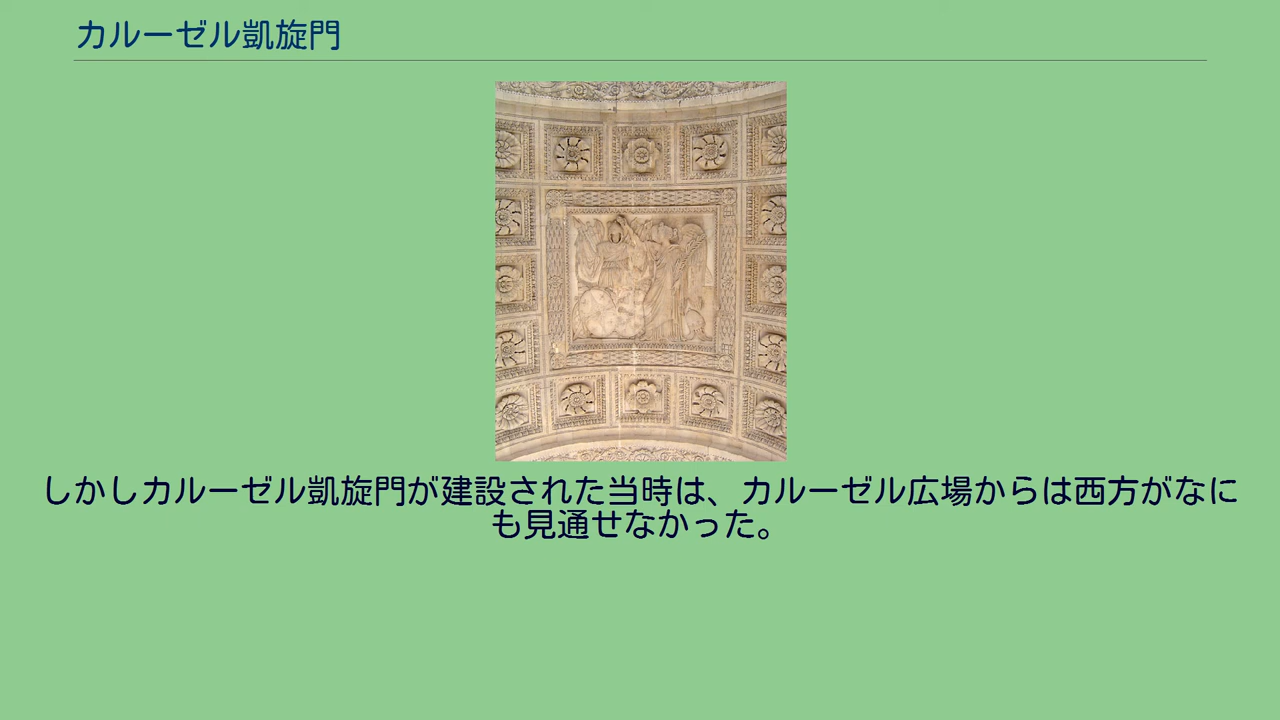 カルーゼル凱旋門
しかしカルーゼル凱旋門が建設された当時は、カルーゼル広場からは西方がなに
も見通せなかった。